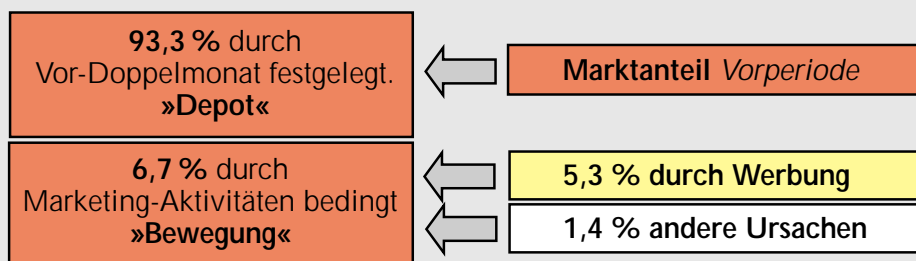 93,3 % durch
Vor-Doppelmonat festgelegt.
»Depot«
Marktanteil Vorperiode
6,7 % durch
Marketing-Aktivitäten bedingt
»Bewegung«
5,3 % durch Werbung
1,4 % andere Ursachen